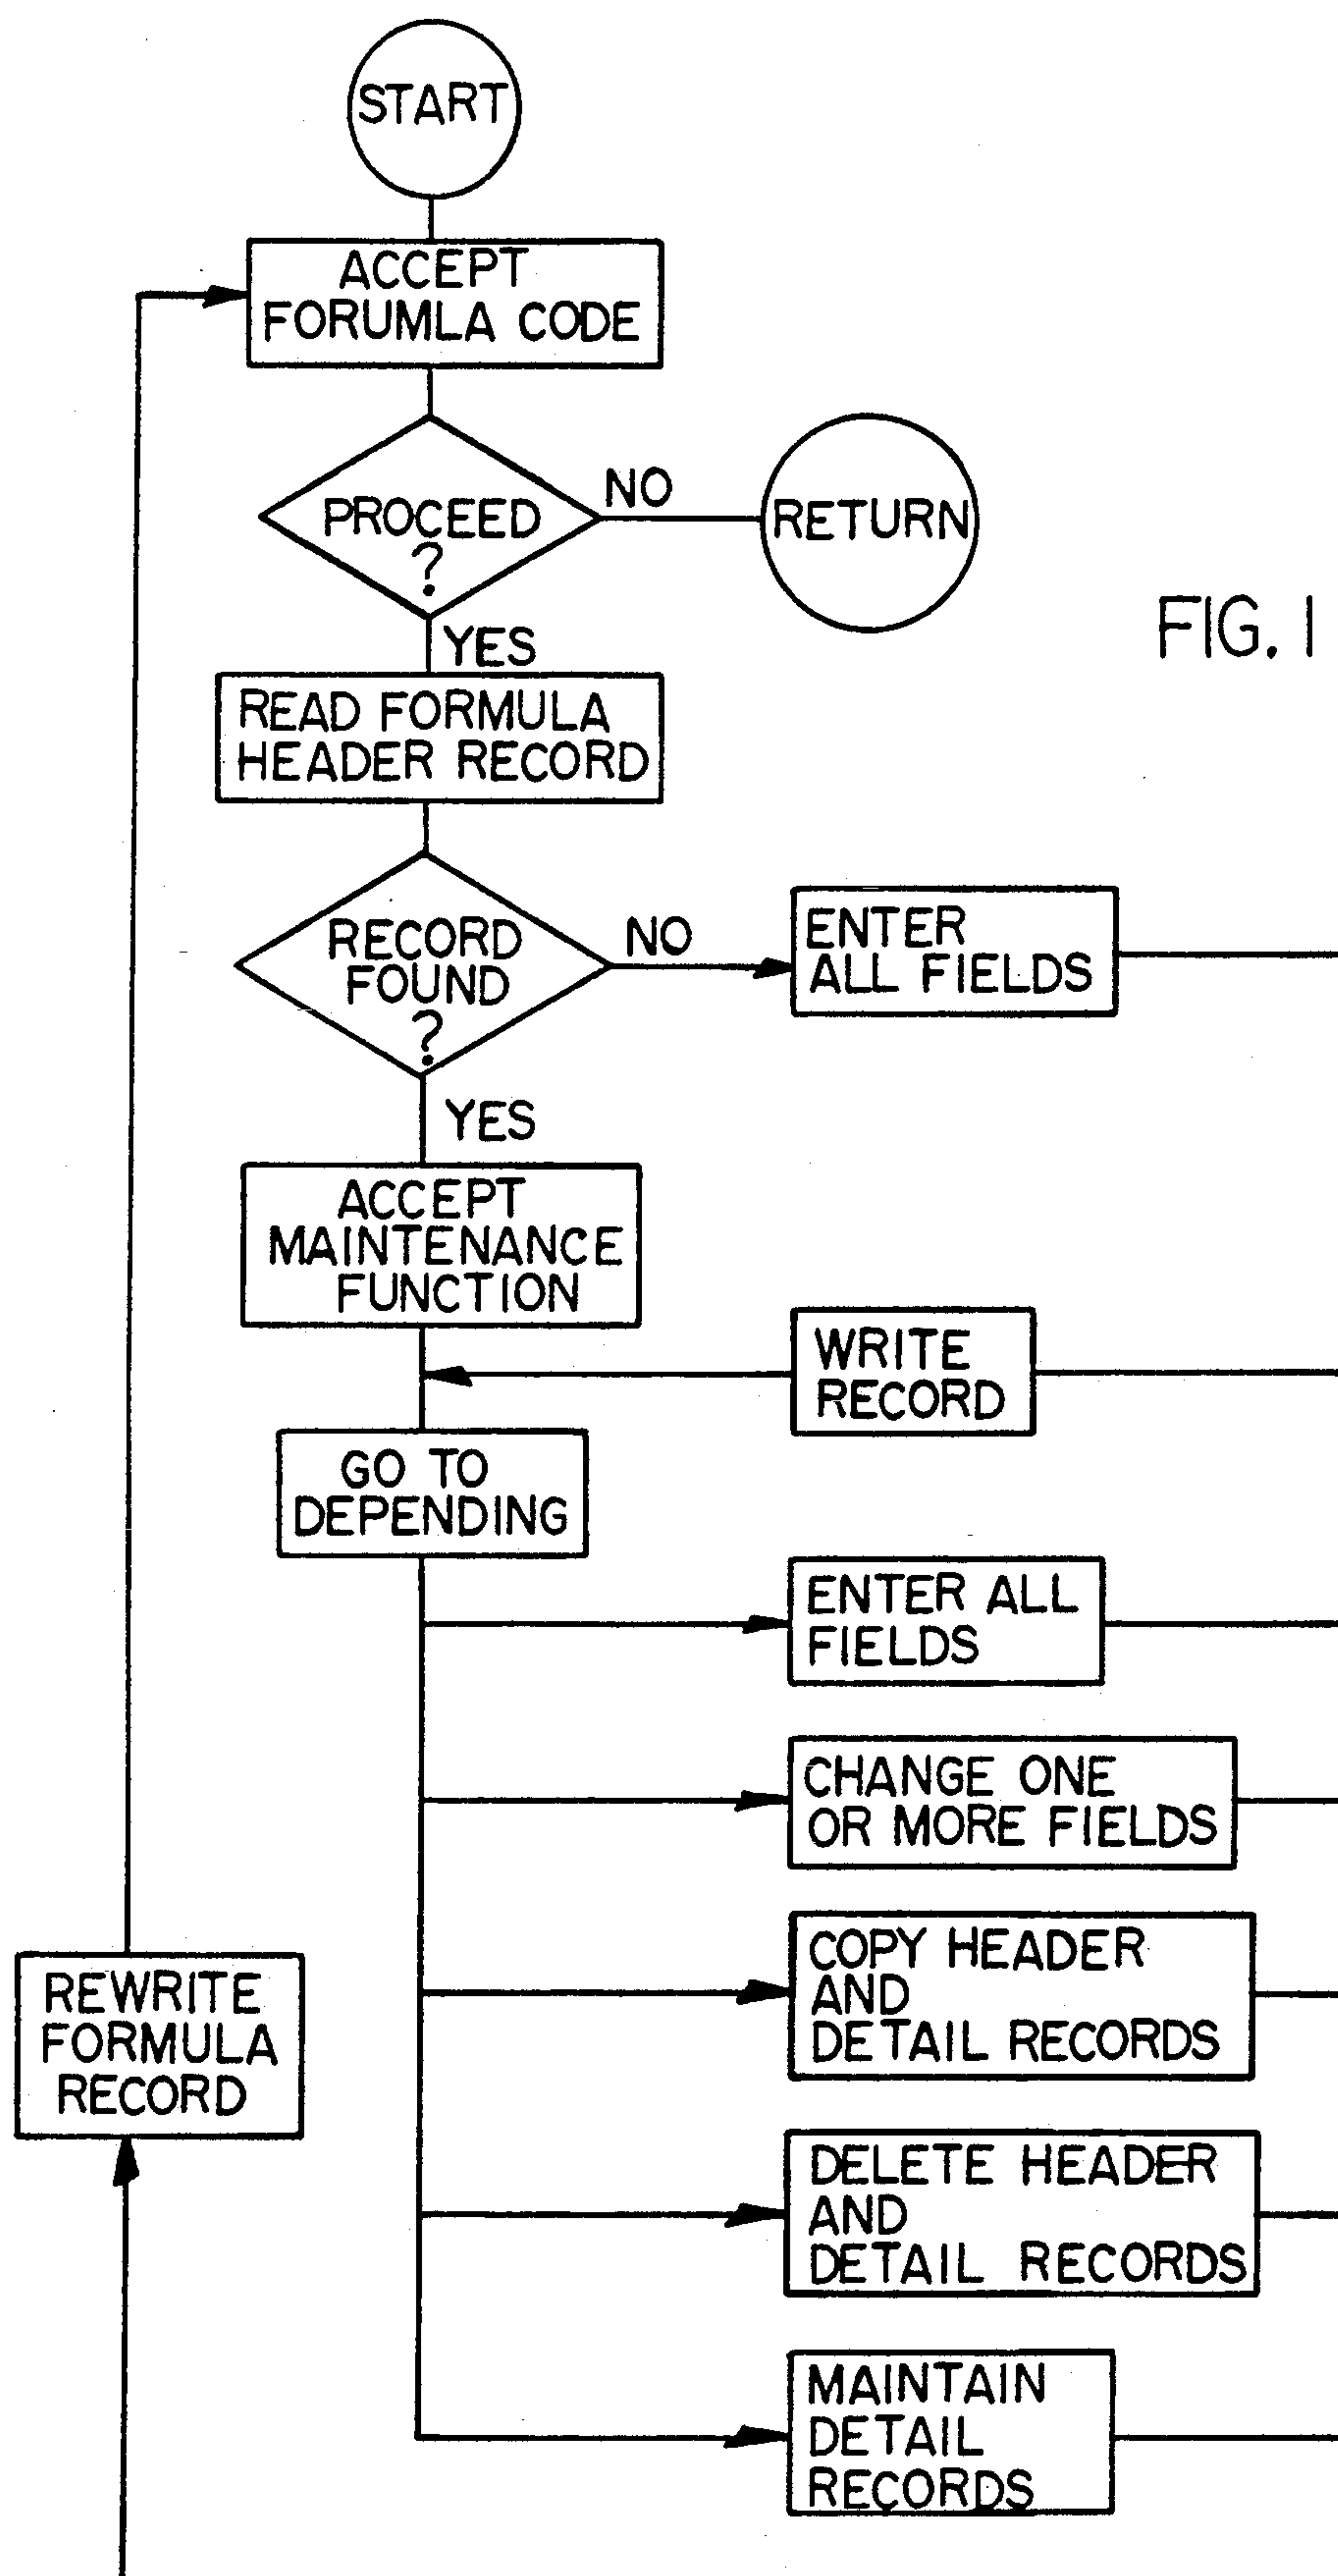 START
ACCEPT
FORUMLA CODE
PROCEED
?
NO
RETURN
YES
FIG. 1
READ FORMULA
HEADER RECORD
RECORD
FOUND
?
NO
ENTER
ALL FIELDS
YES
ACCEPT
MAINTENANCE
FUNCTION
WRITE
RECORD
GO TO
DEPENDING
ENTER ALL
FIELDS
CHANGE ONE
OR MORE FIELDS
COPY HEADER
AND
DETAIL RECORDS
REWRITE
FORMULA
RECORD
DELETE HEADER
AND
DETAIL RECORDS
MAINTAIN
DETAIL
RECORDS